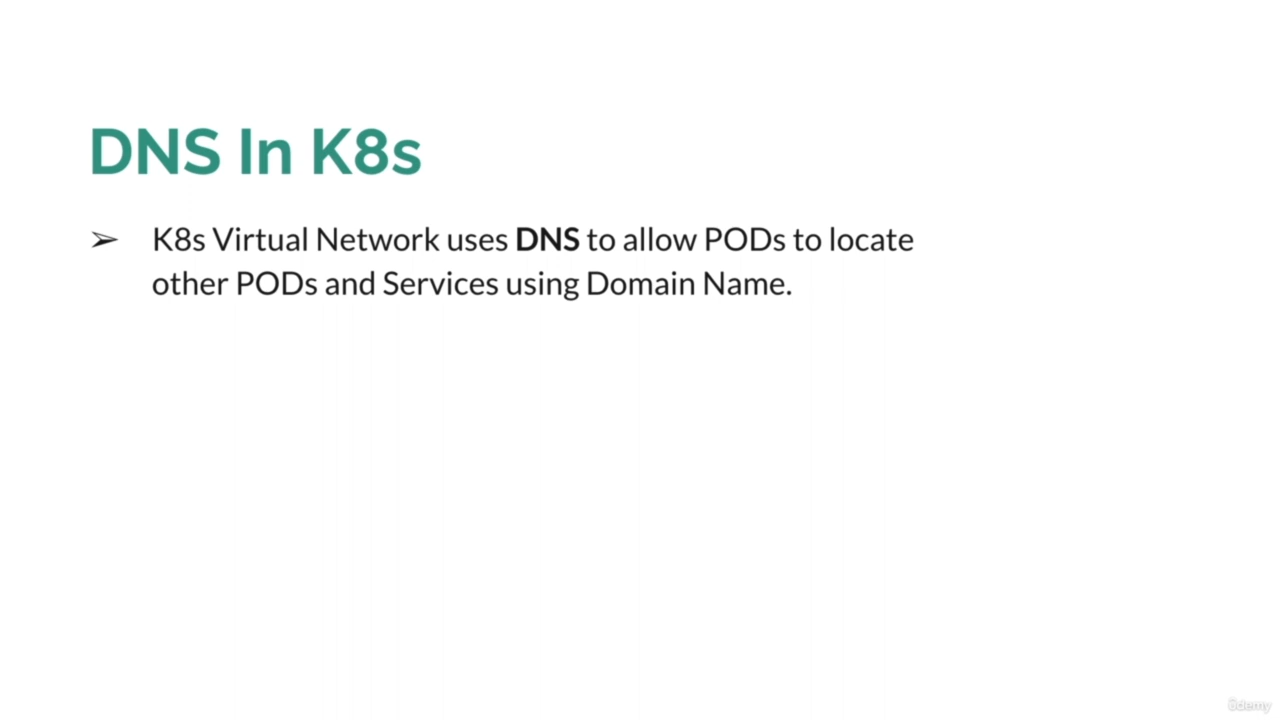 DNS In K8s
➢ K8s Virtual Network uses DNS to allow PODs to locate
other PODs and Services using Domain Name.
ûdemy